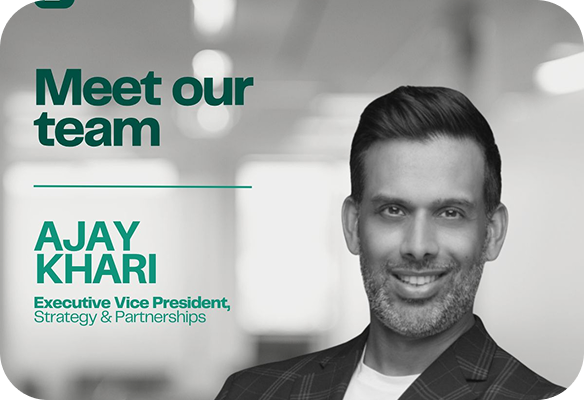 Meet our
team
AJAY
KHARI
Executive Vice President,
Strategy & Partnerships